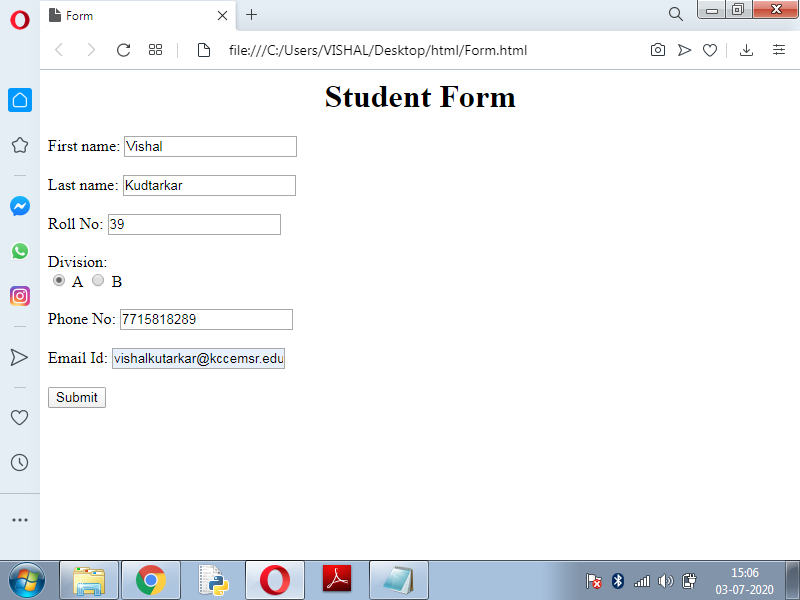 Form
file:///C:/Users/VISHAL/Desktop/html/Form.html
Student Form
First name: Vishal
Last name: Kudtarkar
Roll No: 39
Division:
A B
Phone No: 7715818289
Email Id: vishalkutarkar@kccemsr.edu
Submit
15:06
03-07-2020